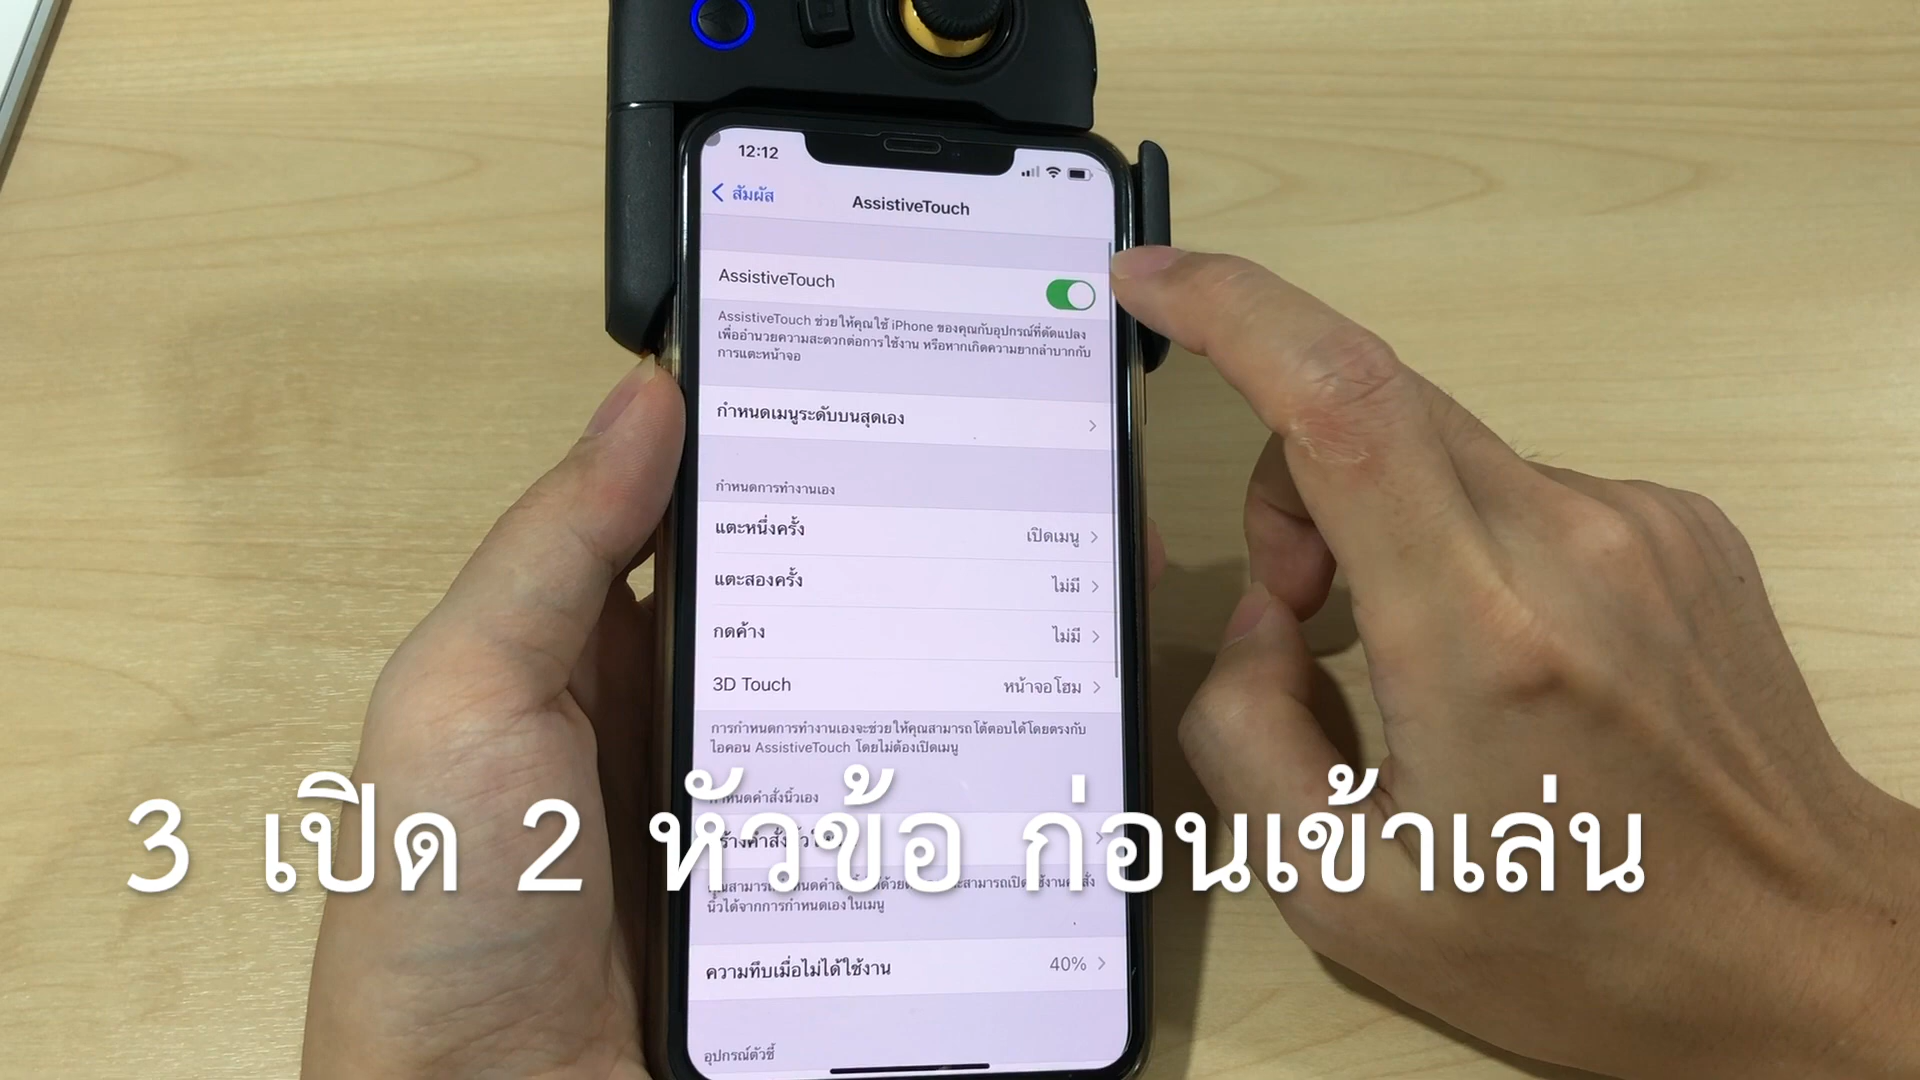 12:12
สัมผัส
AssistiveTouch
AssistiveTouch
AssistiveTouch ช่วยให้คุณใช้ iPhone ของคุณกับอุปกรณ์ที่ดัดแปลง
เพื่ออำนวยความสะดวกต่อการใช้งาน หรือหากเกิดความยากลำบากกับ
การแตะหน้าจอ
กำหนดเมนูระดับบนสุดเอง
กำหนดการทำงานเอง
แตะหนึ่งครั้ง เปิดเมนู
แตะสองครั้ง ไม่มี
กดค้าง ไม่มี
3D Touch หน้าจอโฮม
การกำหนดการทำงานเองจะช่วยให้คุณสามารถโต้ตอบได้โดยตรงกับ
ไอคอน AssistiveTouch โดยไม่ต้องเปิดเมนู
3 เปิด 2 หัวข้อ ก่อนเข้าเล่น
นิ้วได้จากการกำหนดเองในเมนู
ความทึบเมื่อไม่ได้ใช้งาน 40%
อุปกรณ์ตัวชี้